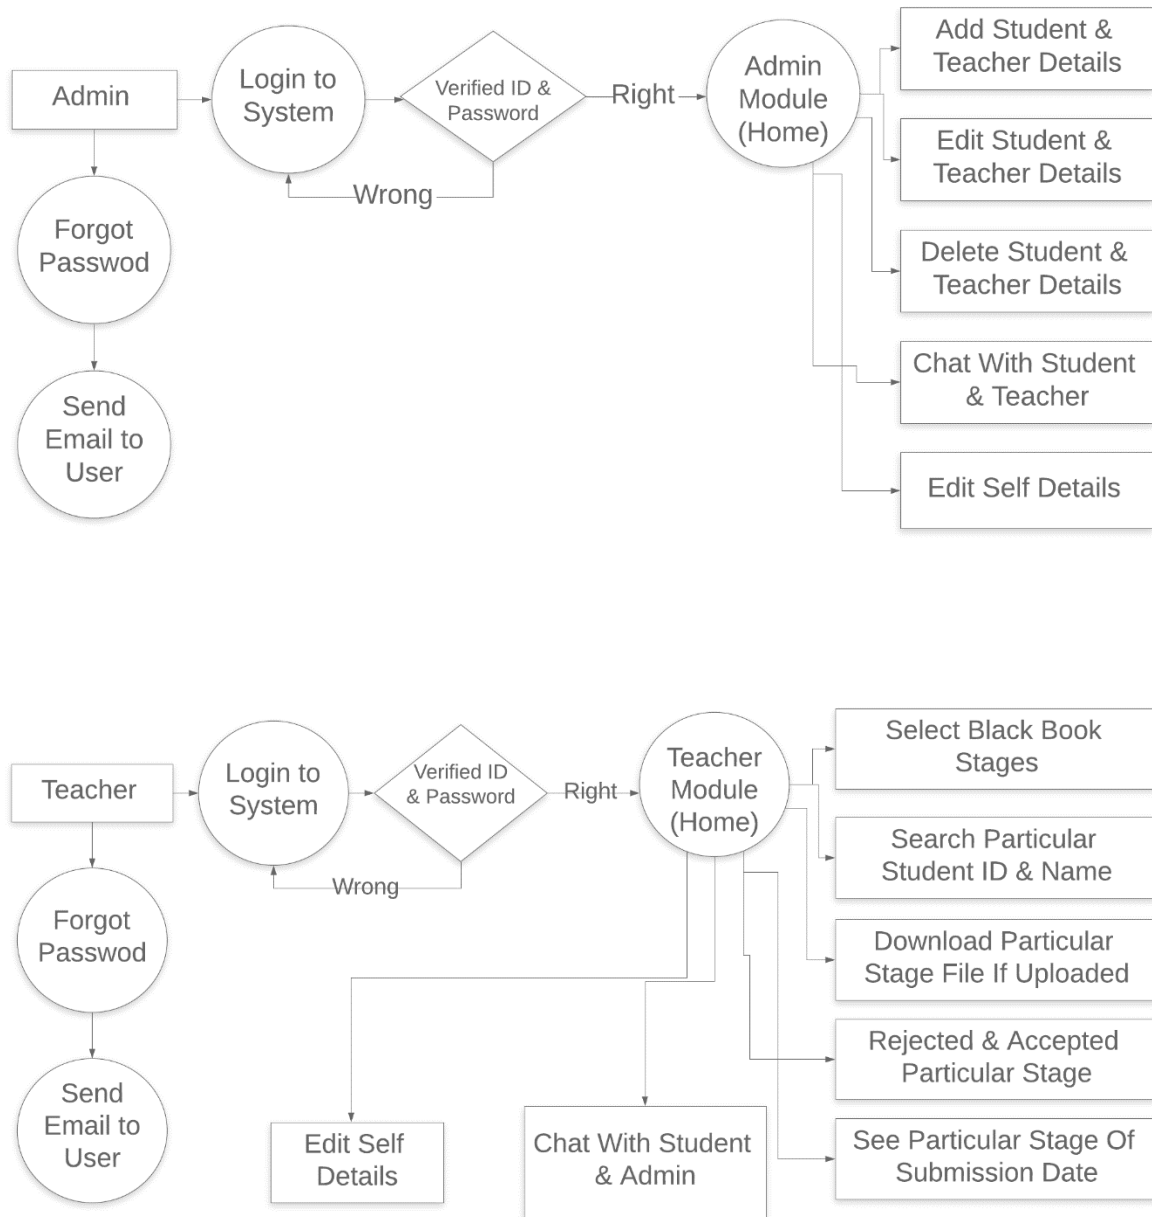 Admin
Login to
System
Verified ID &
Password
Right
Wrong
Admin
Module
(Home)
Add Student &
Teacher Details
Edit Student &
Teacher Details
Delete Student &
Teacher Details
Chat With Student
& Teacher
Edit Self Details
Forgot
Passwod
Send
Email to
User
Teacher
Login to
System
Verified ID
& Password
Right
Wrong
Teacher
Module
(Home)
Select Black Book
Stages
Search Particular
Student ID & Name
Download Particular
Stage File If Uploaded
Rejected & Accepted
Particular Stage
See Particular Stage Of
Submission Date
Forgot
Passwod
Send
Email to
User
Edit Self
Details
Chat With Student
& Admin